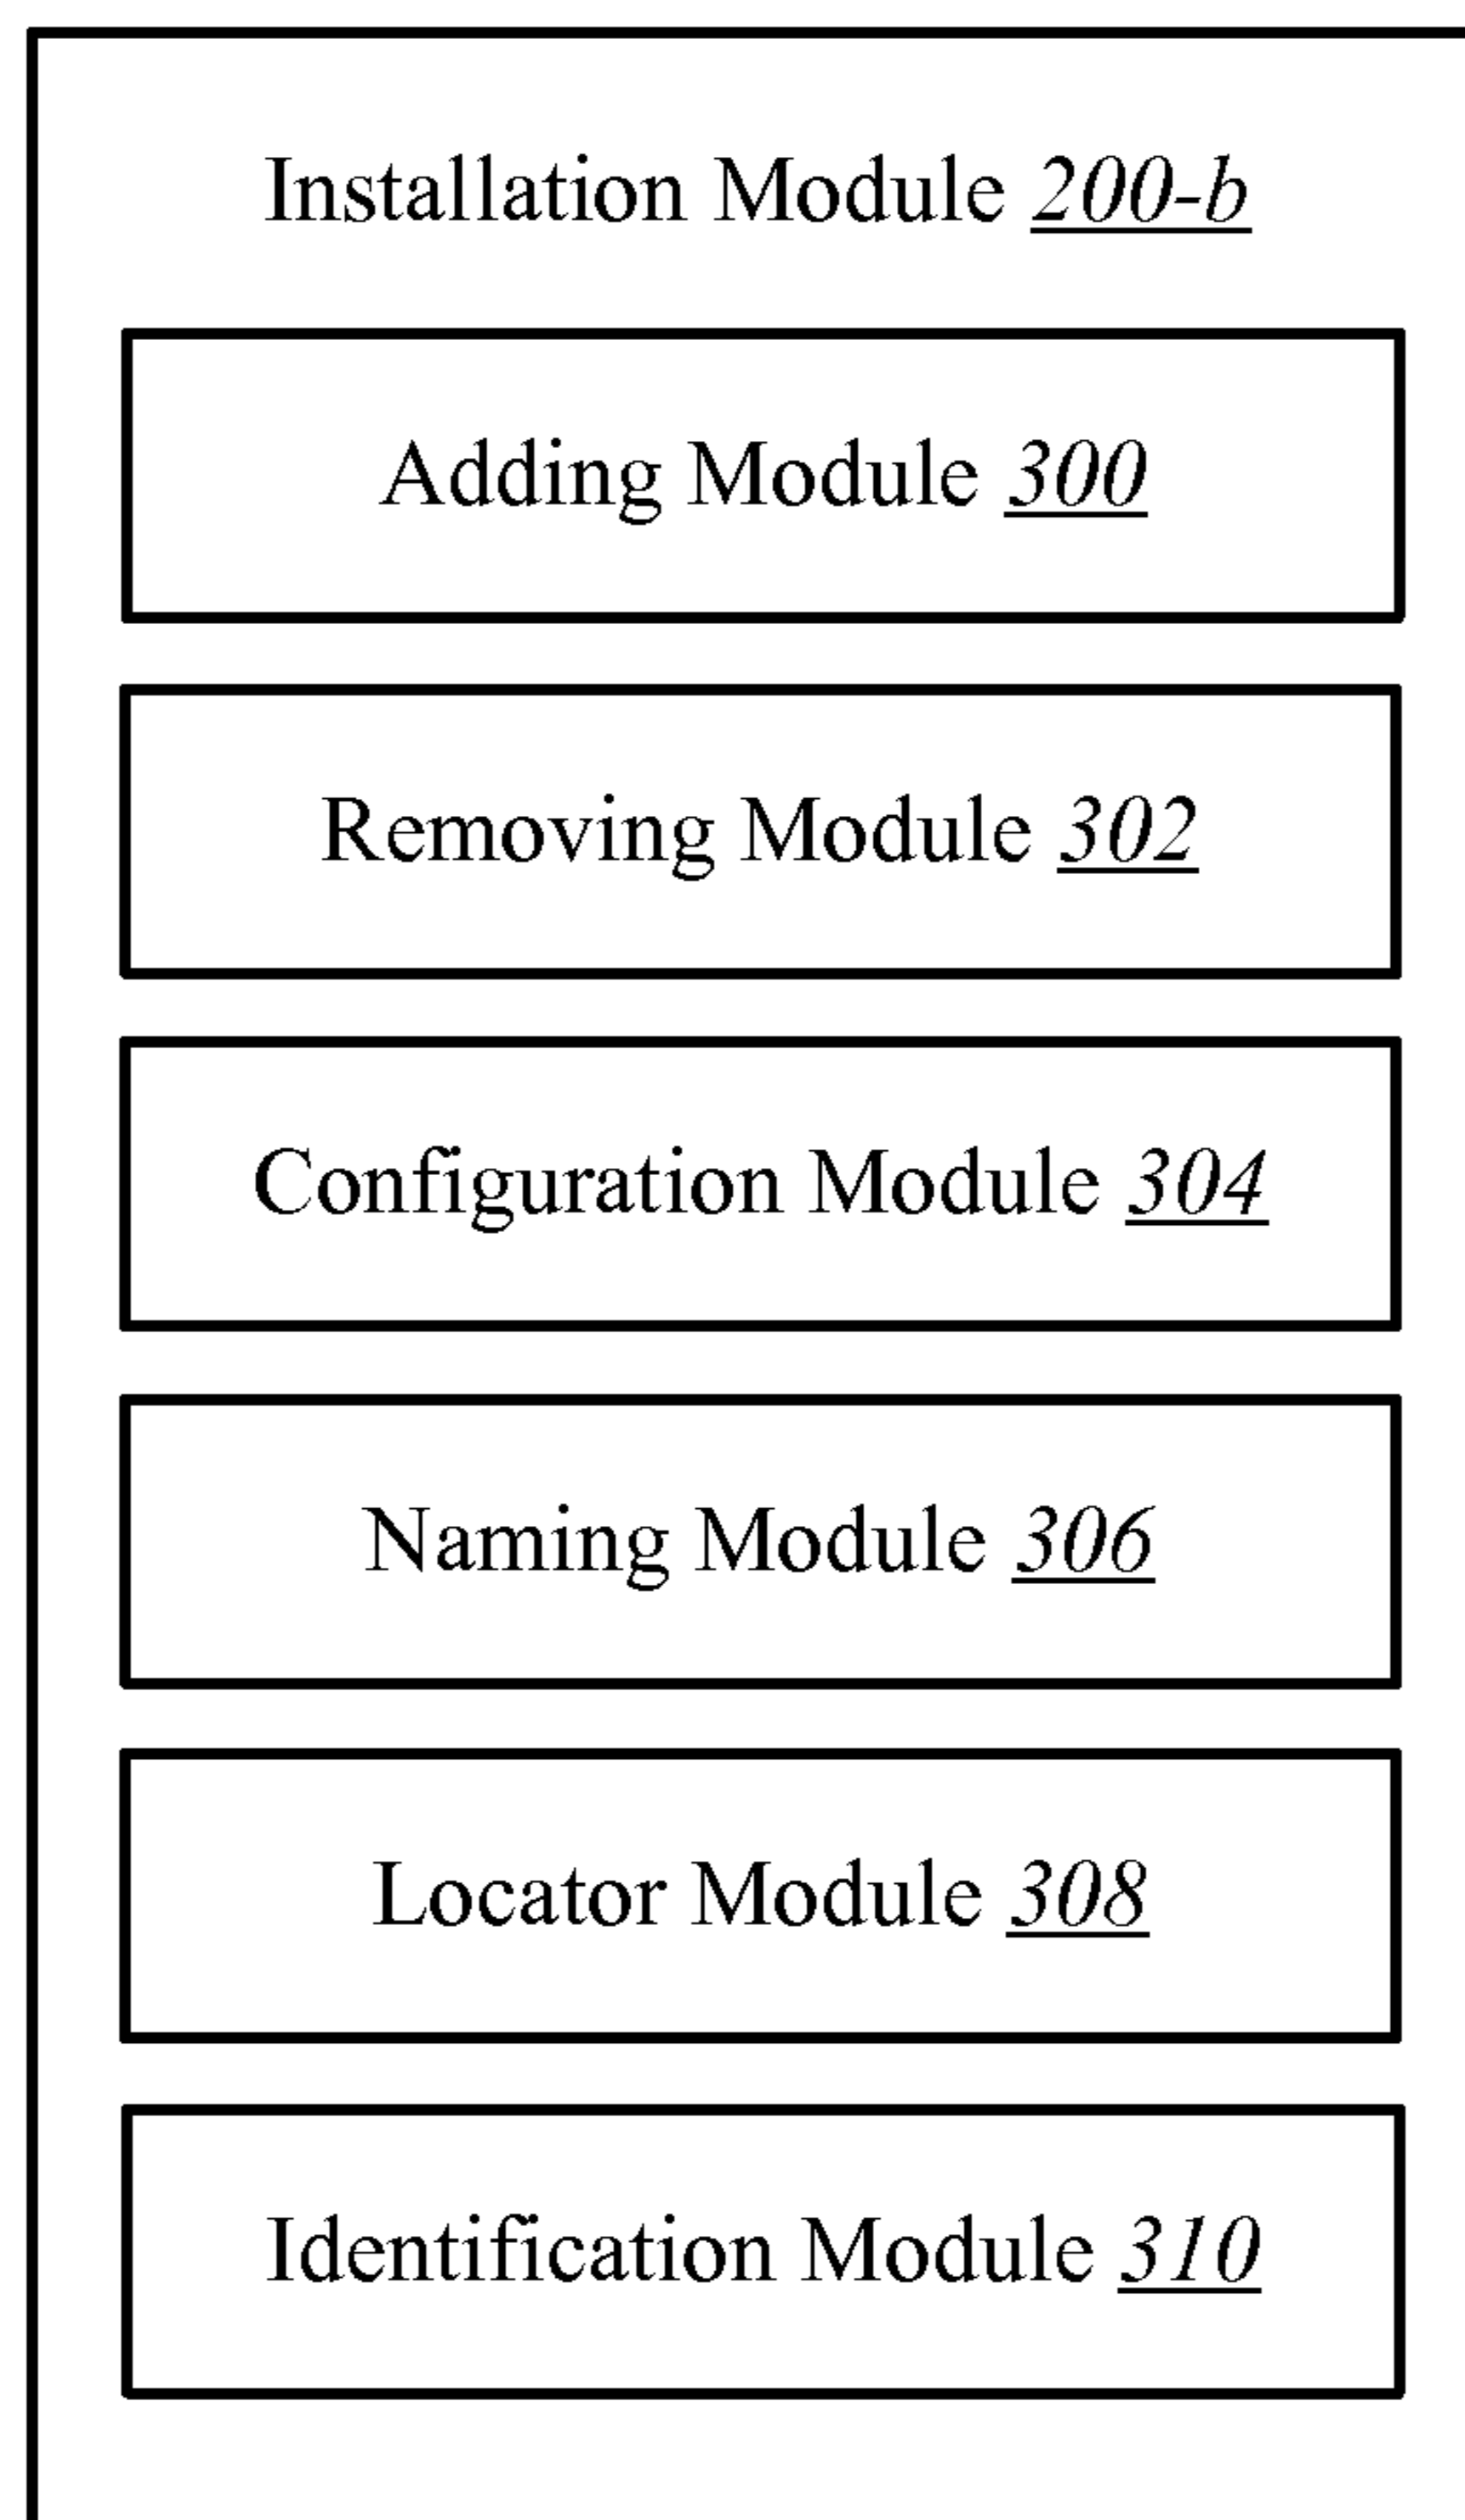 Installation Module 200-b
Adding Module 300
Removing Module 302
Configuration Module 304
Naming Module 306
Locator Module 308
Identification Module 310